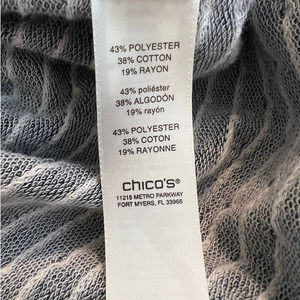 43% POLYESTER
38% COTTON
19% RAYON
43% poliéster
38% ALGODÓN
19% rayón
43% POLYESTER
38% COTON
19% RAYONNE
chico's®
11215 METRO PARKWAY
FORT MYERS, FL 33966